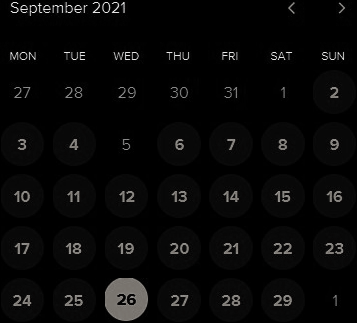 September 2021
MON TUE WED THU FRI SAT SUN
27 28 29 30 31 1 2
3 4 5 6 7 8 9
10 11 12 13 14 15 16
17 18 19 20 21 22 23
24 25 26 27 28 29 1